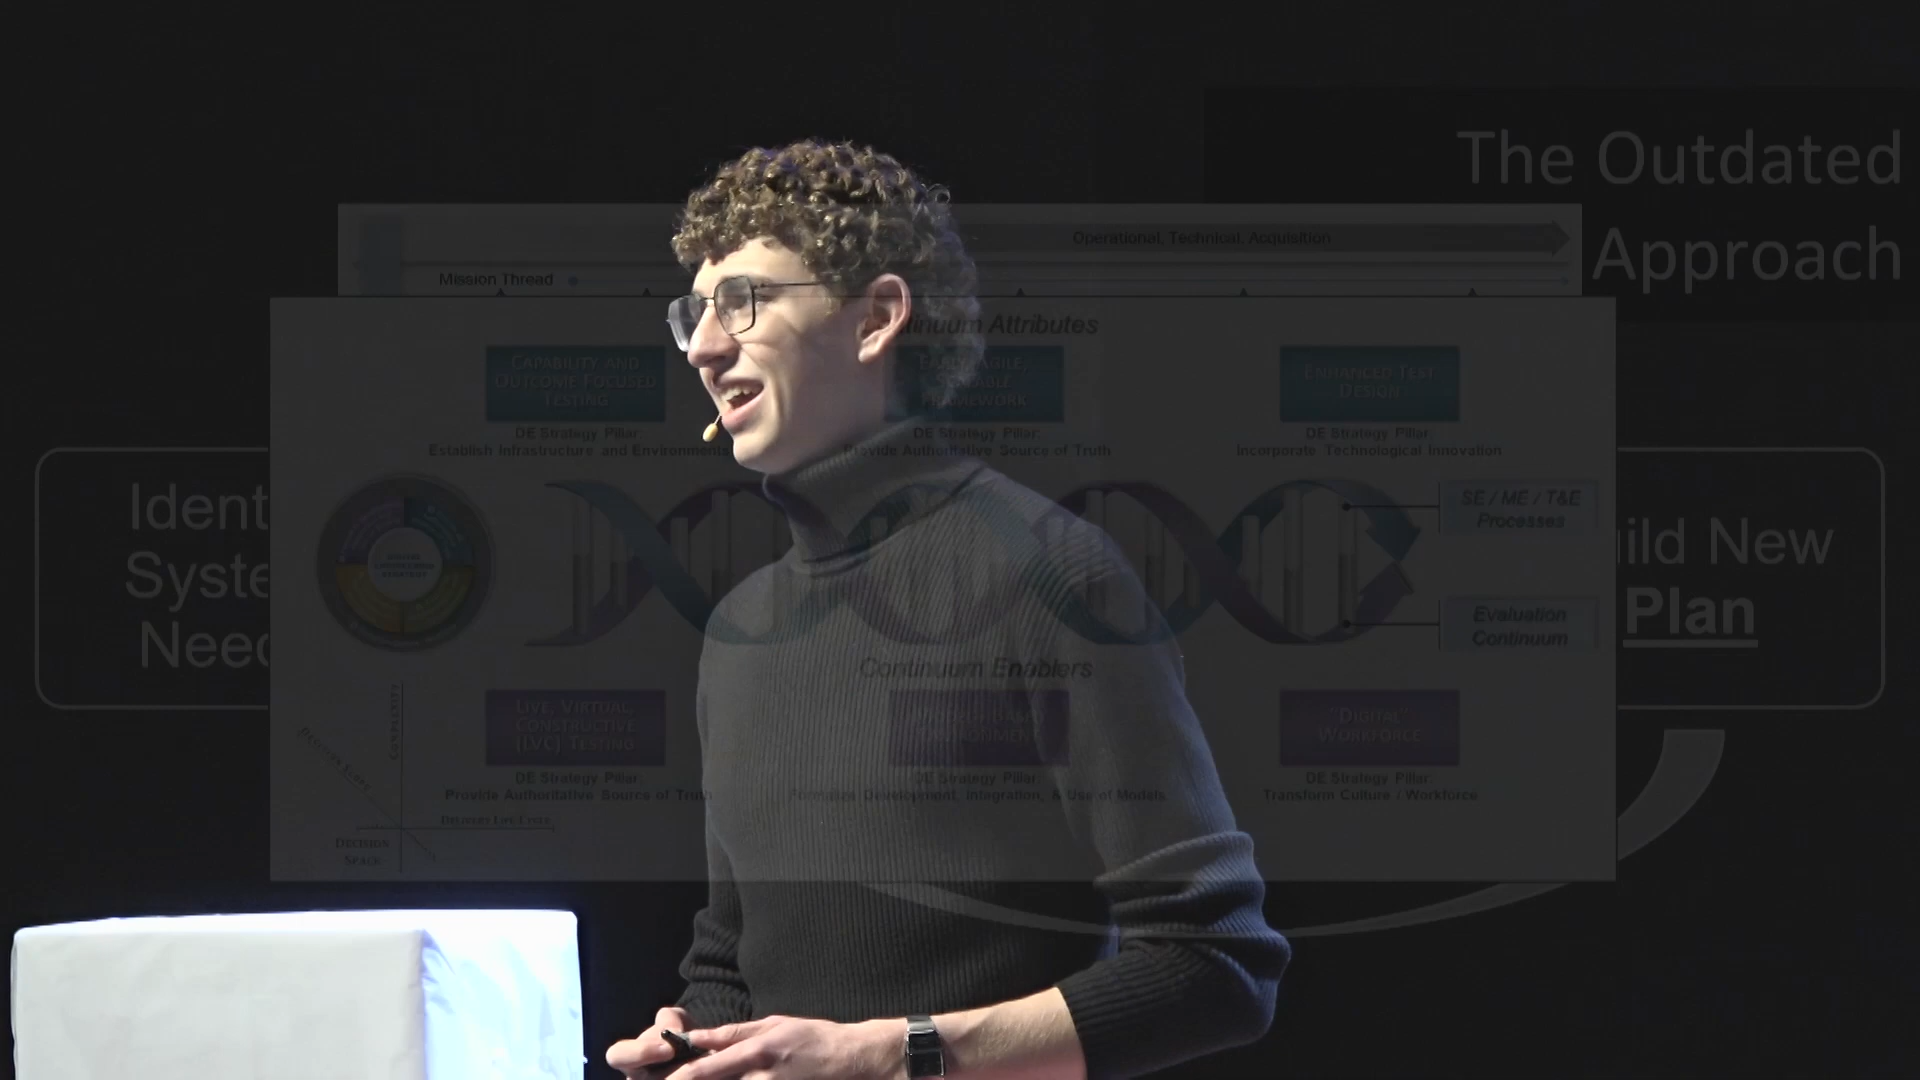 The Outdated
Approach
Operational, Technical, Acquisition
Mission Thread
Attributes
CAPABILITY AND
OUTCOME FOCUSED
TESTING
DE Strategy Pillar:
Establish Infrastructure and Environments
FRAMEWORK
DE Strategy Pillar:
Provide Authoritative Source of Truth
ENHANCED TEST
DESIGN
DE Strategy Pillar:
Incorporate Technological Innovation
Ident
Syste
Need
SE / ME / T&E
Processes
Evaluation
Continuum
ild New
Plan
Continuum Enablers
LIVE, VIRTUAL,
CONSTRUCTIVE
(LVC) TESTING
DE Strategy Pillar:
Provide Authoritative Source of Truth
ENVIRONMENT
DE Strategy Pillar:
Formalize Development, Integration, & Use of Models
"DIGITAL"
WORKFORCE
DE Strategy Pillar:
Transform Culture / Workforce
COMPLEXITY
DECISION
SPACE